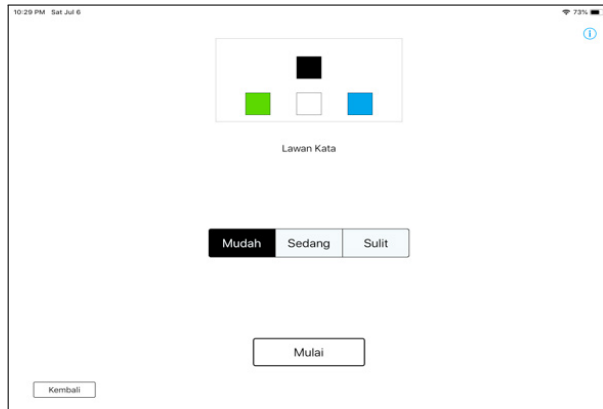 10:29 PM Sat Jul 6 73%
Lawan Kata
Mudah Sedang Sulit
Mulai
Kembali